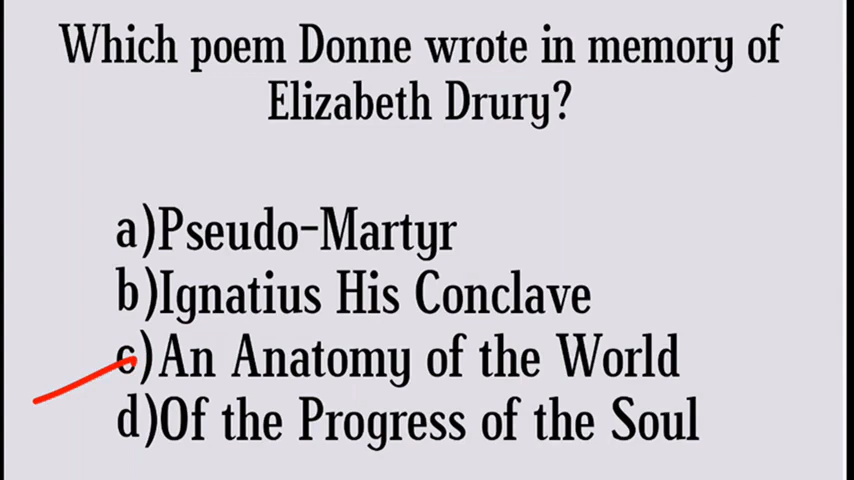 Which poem Donne wrote in memory of
Elizabeth Drury?
a)Pseudo-Martyr
b)Ignatius His Conclave
c)An Anatomy of the World
d)Of the Progress of the Soul